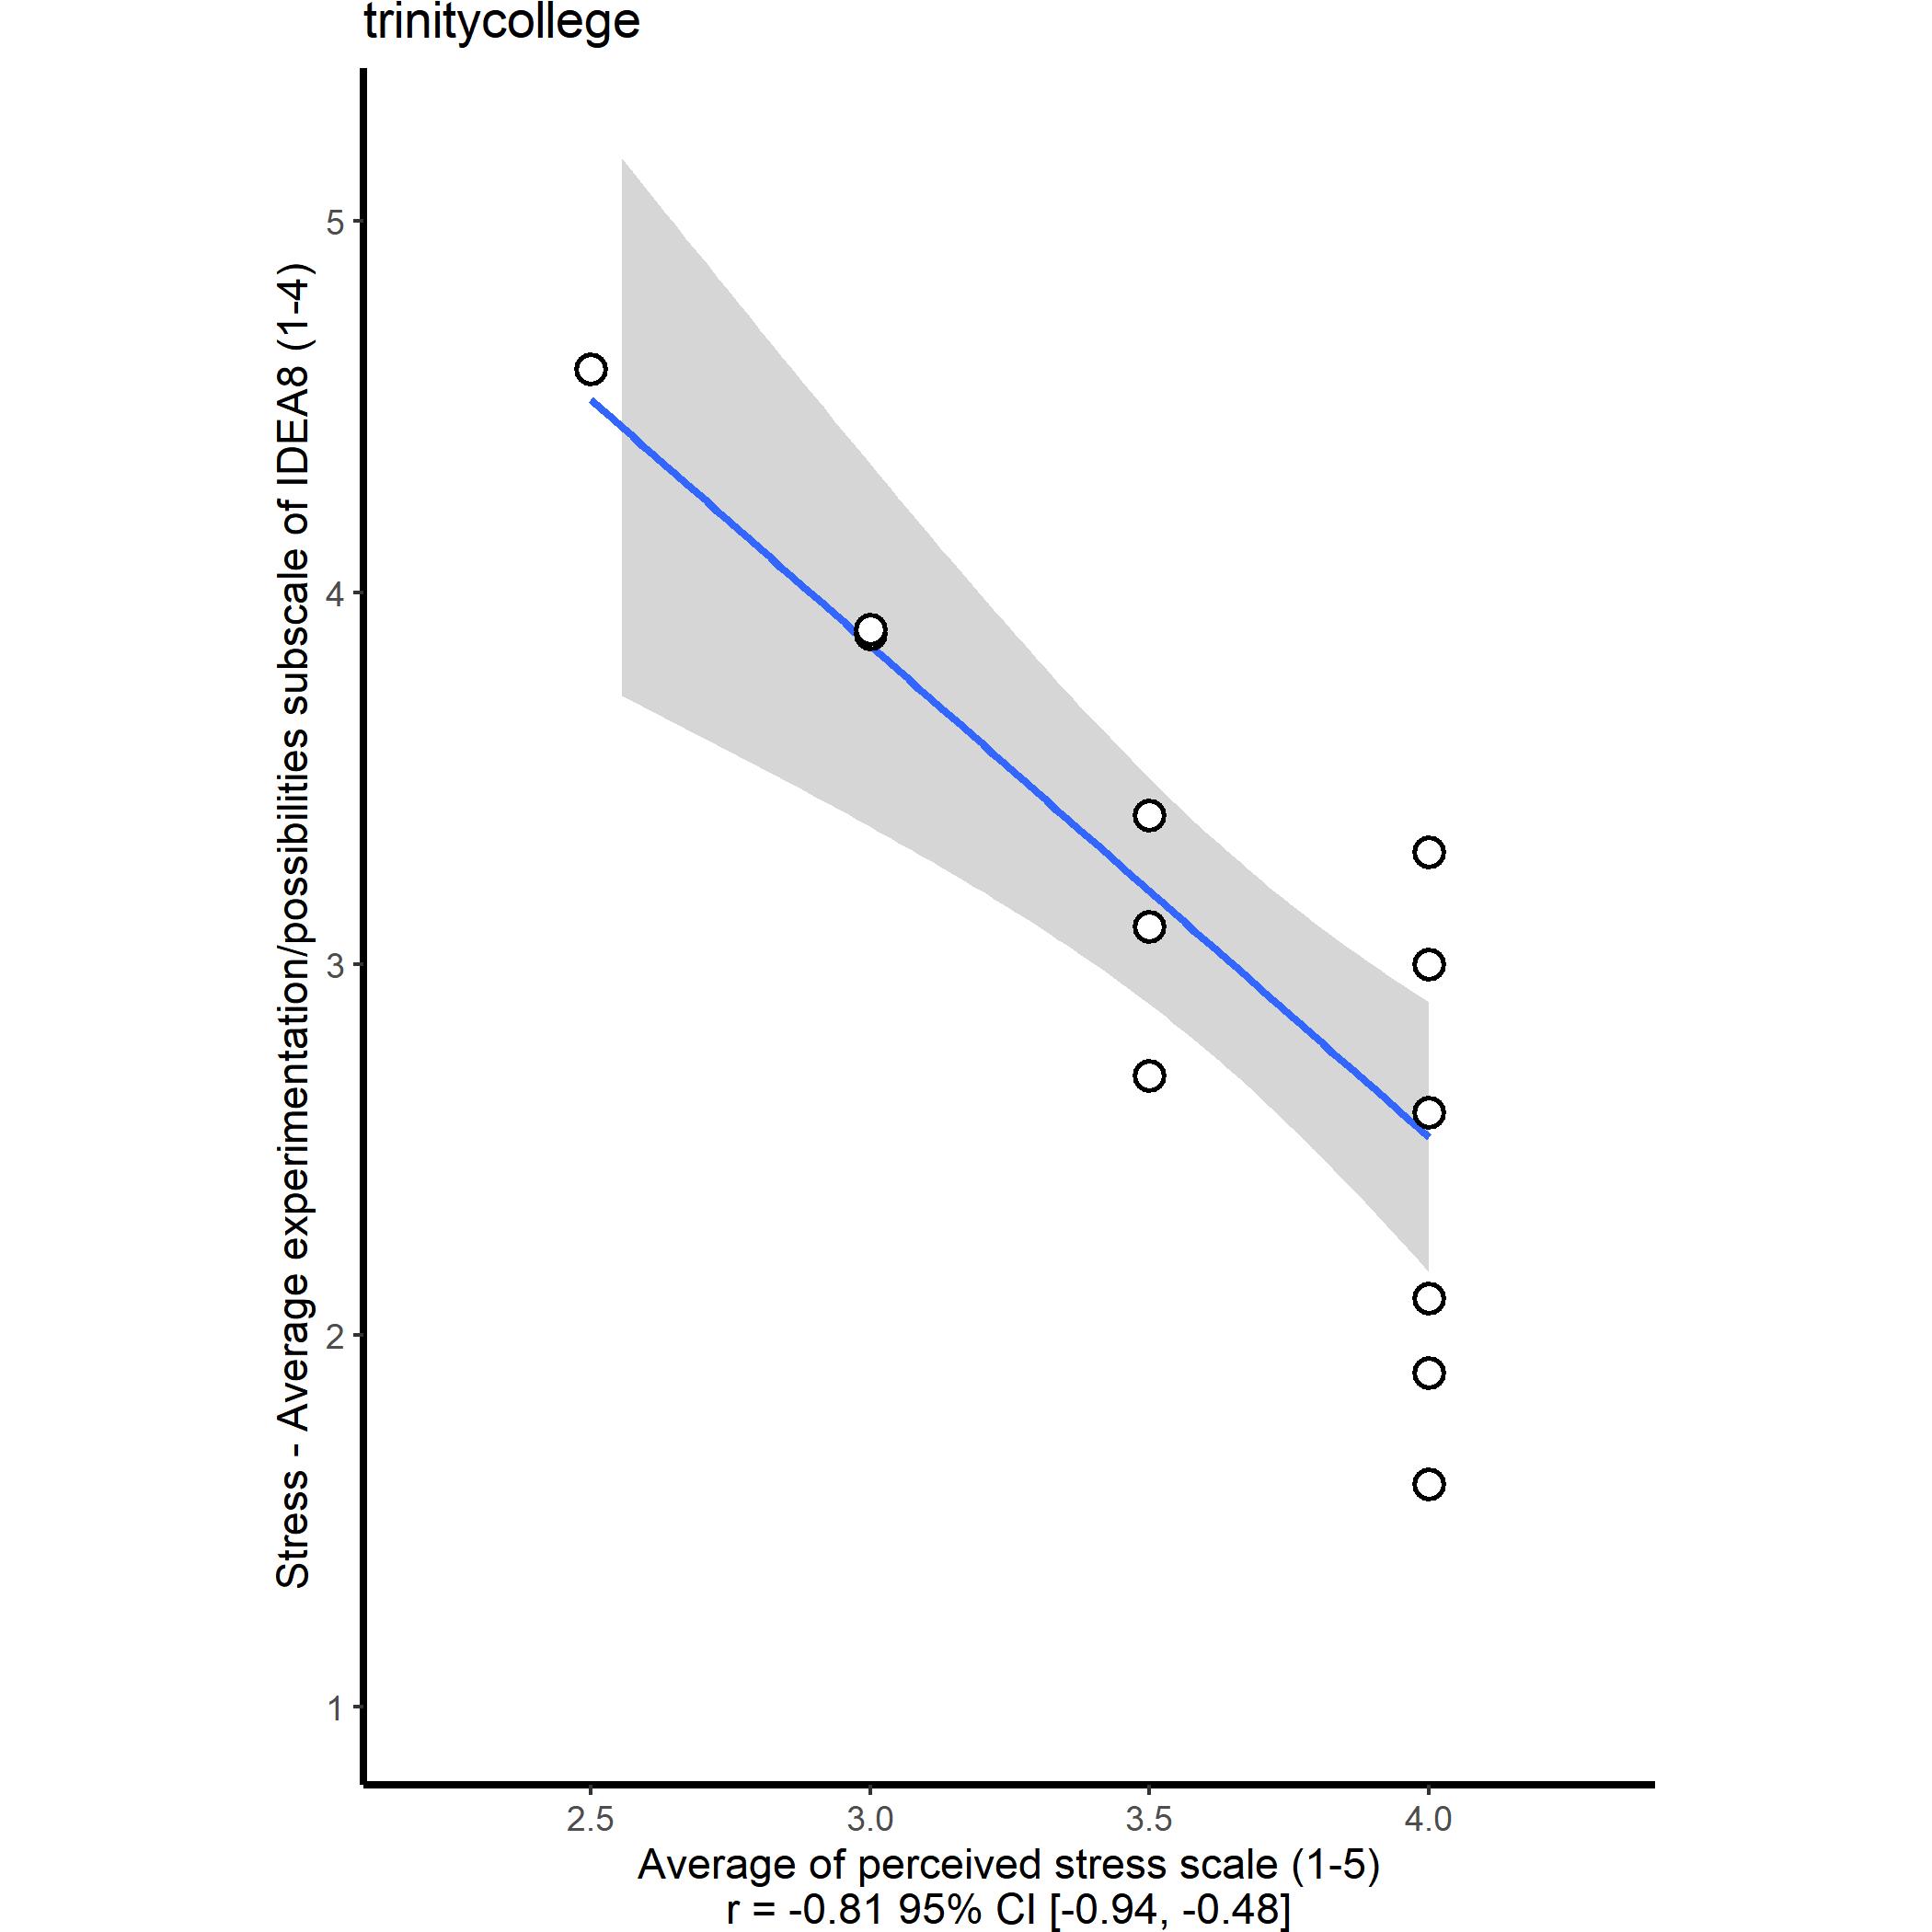 trinitycollege
Stress - Average experimentation/possibilities subscale of IDEA8 (1-4)
5
4
3
2
1
2.5 3.0 3.5 4.0
Average of perceived stress scale (1-5)
r = -0.81 95% CI [-0.94, -0.48]